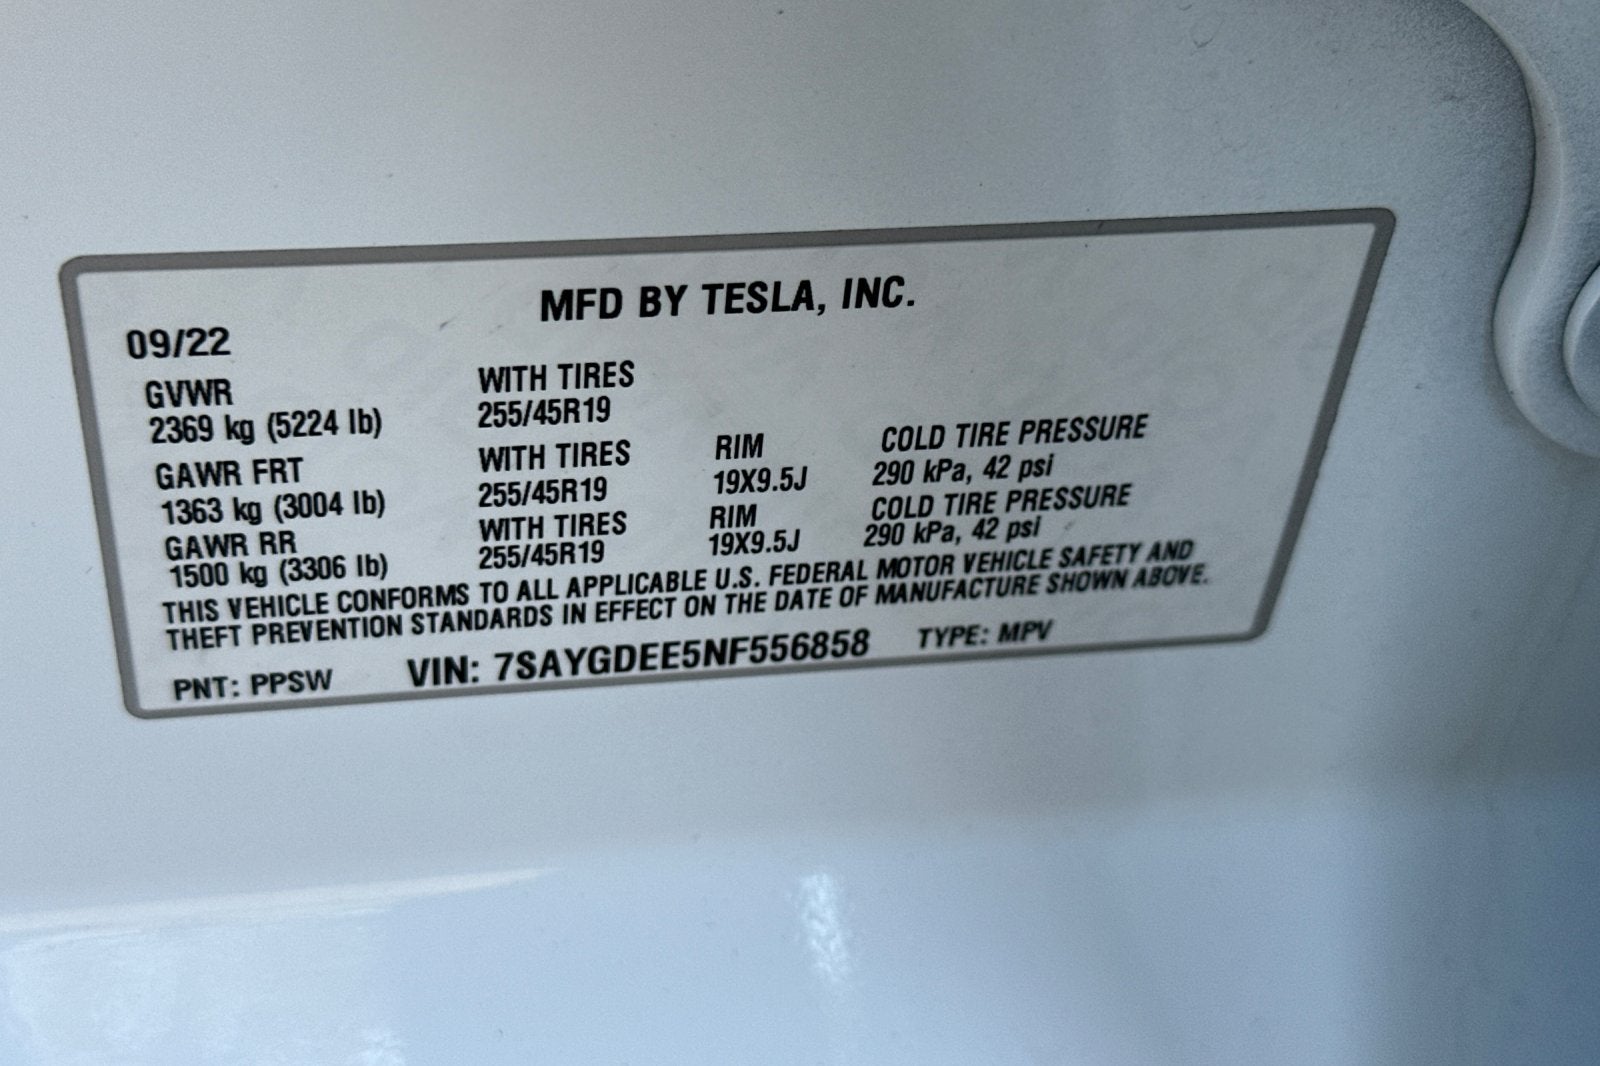 MFD BY TESLA, INC.
09/22
GVWR WITH TIRES
2369 kg (5224 lb) 255/45R19
GAWR FRT WITH TIRES RIM COLD TIRE PRESSURE
1363 kg (3004 lb) 255/45R19 19X9.5J 290 kPa, 42 psi
GAWR RR WITH TIRES RIM COLD TIRE PRESSURE
1500 kg (3306 lb) 255/45R19 19X9.5J 290 kPa, 42 psi
THIS VEHICLE CONFORMS TO ALL APPLICABLE U.S. FEDERAL MOTOR VEHICLE SAFETY AND
THEFT PREVENTION STANDARDS IN EFFECT ON THE DATE OF MANUFACTURE SHOWN ABOVE.
PNT: PPSW VIN: 7SAYGDEE5NF556858 TYPE: MPV